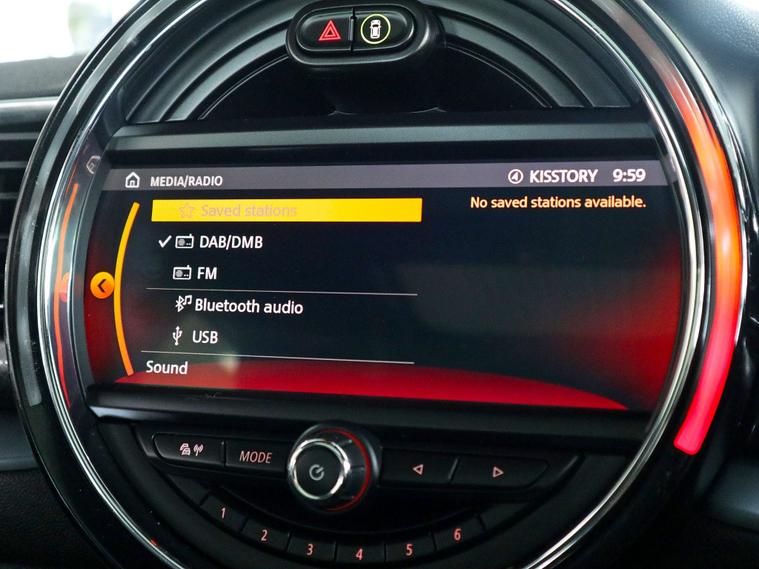 MEDIA/RADIO
KISSTORY 9:59
Saved stations
No saved stations available.
DAB/DMB
FM
Bluetooth audio
USB
Sound
MODE
1 2 3 4 5 6